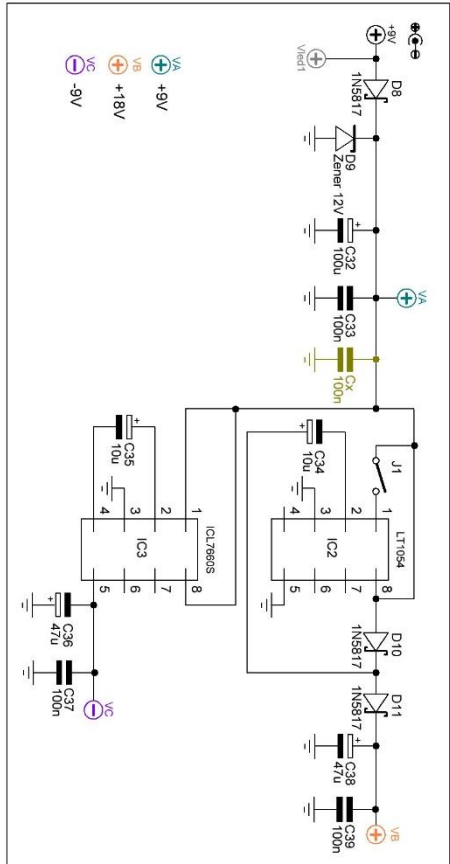 +9V
Vled1
D8
1N5817
D9
Zener 12V
+
C32
100u
C33
100n
VA
Cx
100n
VA
+9V
VB
+18V
VC
-9V
J1
LT1054
IC2
1
2
3
4
8
7
6
5
+
C34
10u
D10
1N5817
D11
1N5817
+
C38
47u
C39
100n
VB
ICL7660S
IC3
1
2
3
4
8
7
6
5
+
C35
10u
+
C36
47u
C37
100n
VC